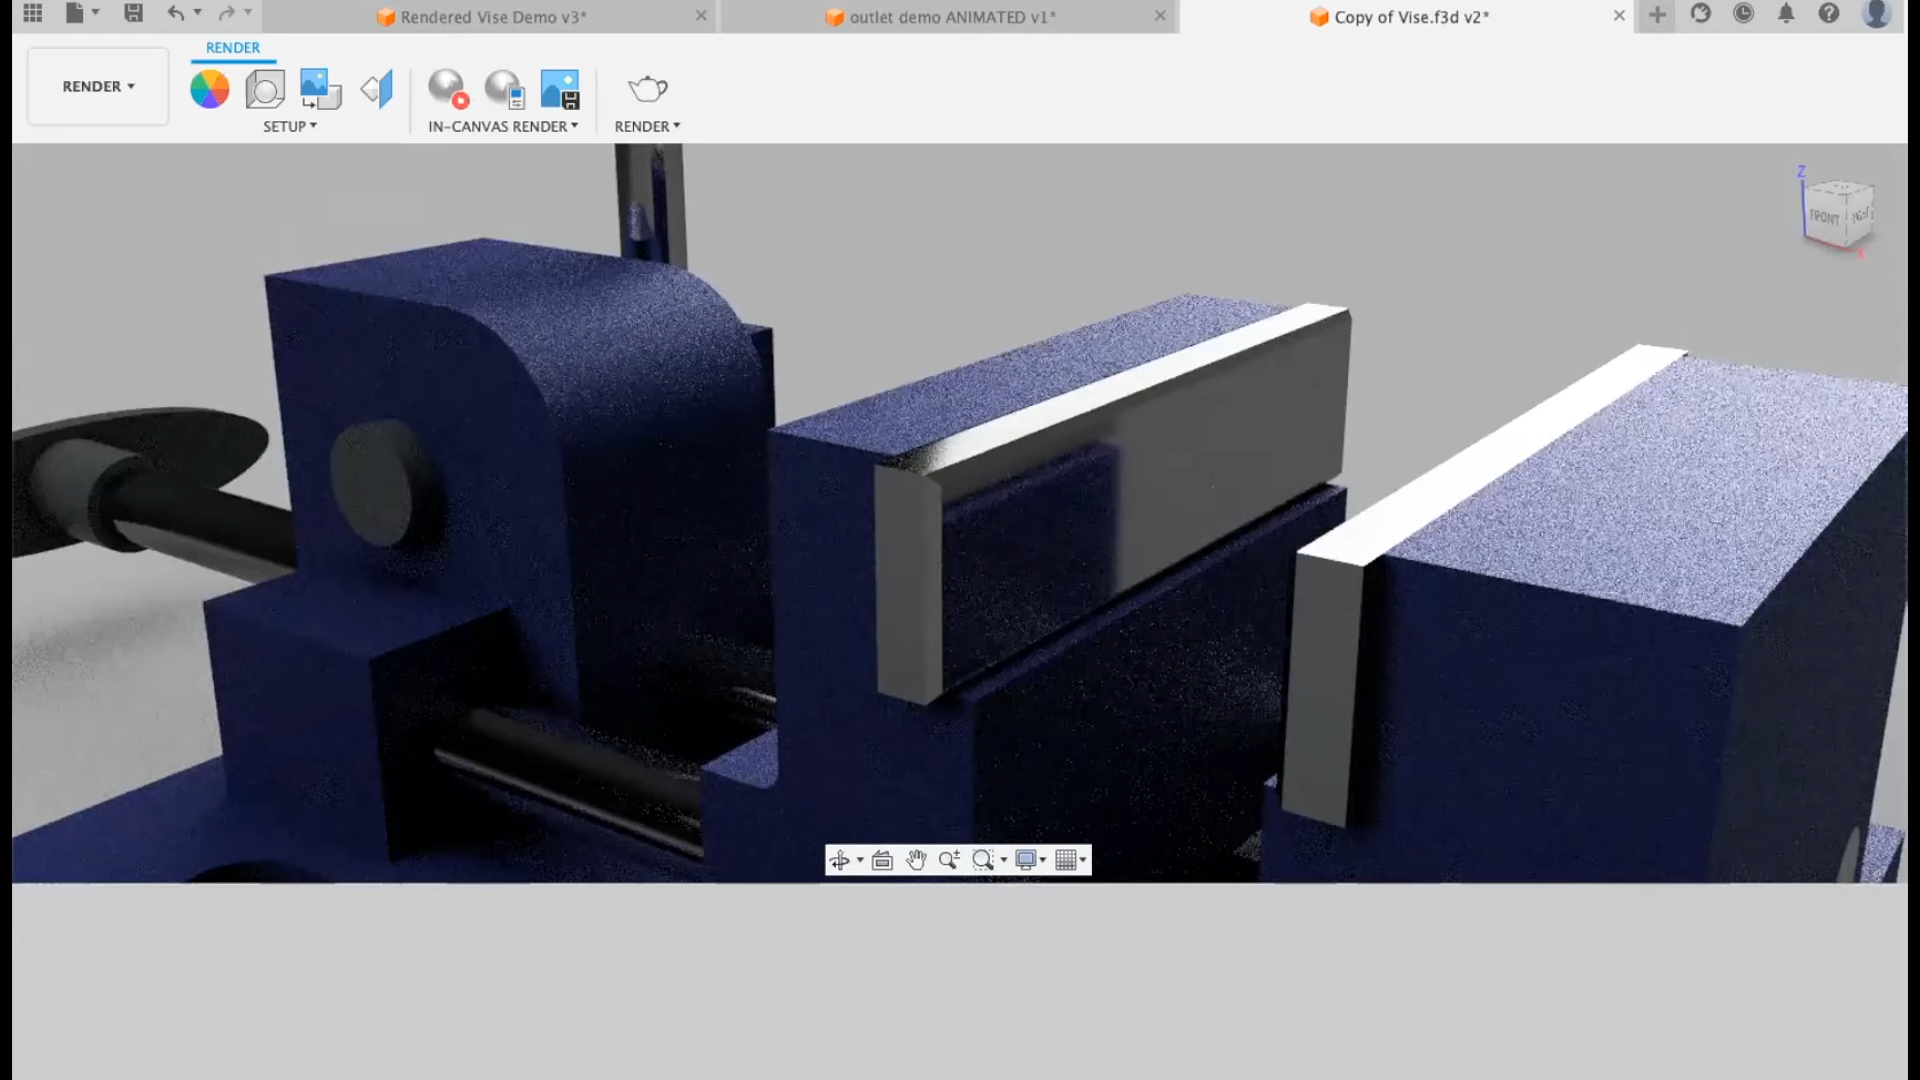 Rendered Vise Demo v3*
outlet demo ANIMATED v1*
Copy of Vise.f3d v2*
RENDER
RENDER
SETUP
IN-CANVAS RENDER
RENDER
Z
FRONT
RIGHT
X